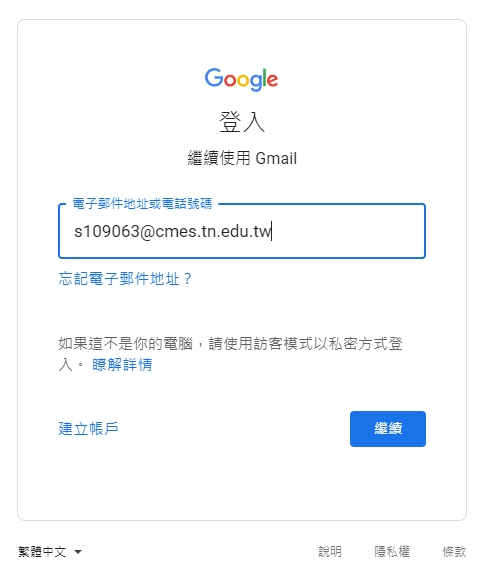 Google
登入
繼續使用 Gmail
電子郵件地址或電話號碼
s109063@cmes.tn.edu.tw
忘記電子郵件地址？
如果這不是你的電腦，請使用訪客模式以私密方式登
入。 瞭解詳情
建立帳戶 繼續
繁體中文 說明 隱私權 條款